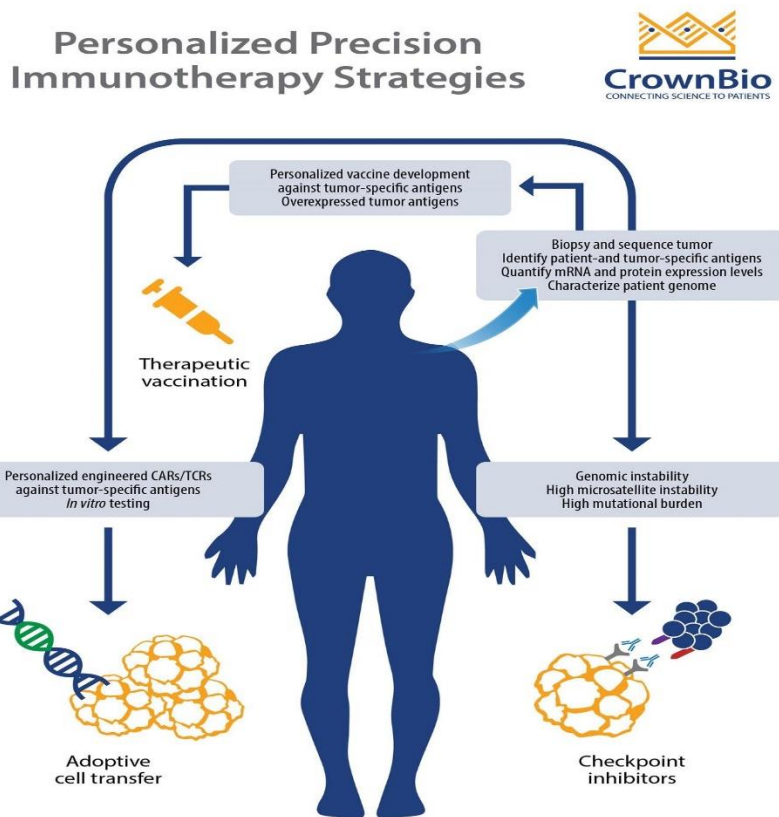 Personalized Precision
Immunotherapy Strategies
CrownBio
CONNECTING SCIENCE TO PATIENTS
Personalized vaccine development
against tumor-specific antigens
Overexpressed tumor antigens
Biopsy and sequence tumor
Identify patient-and tumor-specific antigens
Quantify mRNA and protein expression levels
Characterize patient genome
Therapeutic
vaccination
Personalized engineered CARs/TCRs
against tumor-specific antigens
In vitro testing
Genomic instability
High microsatellite instability
High mutational burden
Adoptive
cell transfer
Checkpoint
inhibitors